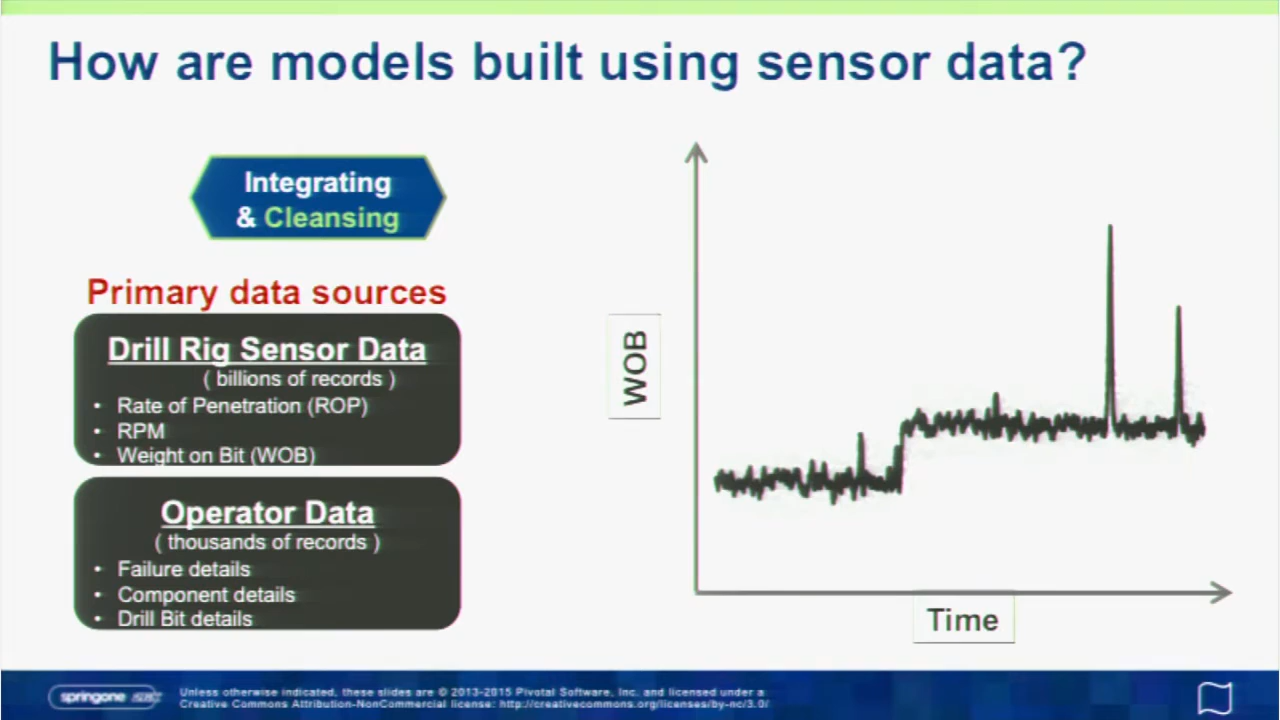 How are models built using sensor data?
Integrating
& Cleansing
Primary data sources
Drill Rig Sensor Data
( billions of records )
• Rate of Penetration (ROP)
• RPM
• Weight on Bit (WOB)
Operator Data
( thousands of records )
• Failure details
• Component details
• Drill Bit details
WOB
Time
springone
Unless otherwise indicated, these slides are © 2013-2015 Pivotal Software, Inc. and licensed under a
Creative Commons Attribution-NonCommercial license: http://creativecommons.org/licenses/by-nc/3.0/